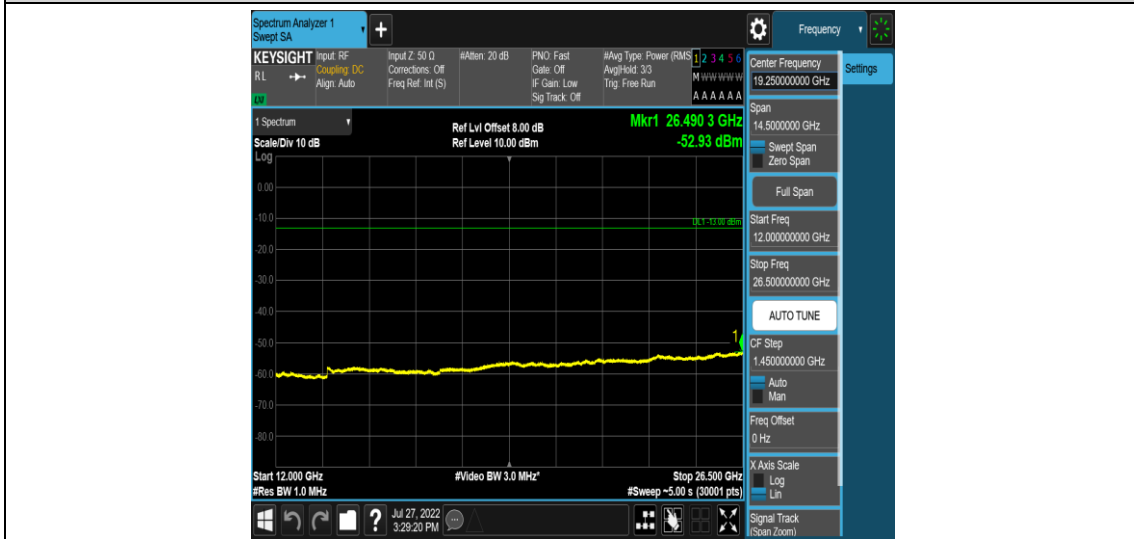 Spectrum Analyzer 1
Swept SA
+
Frequency
KEYSIGHT
RL
Input: RF
Coupling: DC
Align: Auto
Input Z: 50 Ω
Corrections: Off
Freq Ref: Int (S)
#Atten: 20 dB
PNO: Fast
Gate: Off
IF Gain: Low
Sig Track: Off
#Avg Type: Power (RMS
Avg|Hold: 3/3
Trig: Free Run
1 2 3 4 5 6
M W W W W W
A A A A A A
1 Spectrum
Scale/Div 10 dB
Log
Ref Lvl Offset 8.00 dB
Ref Level 10.00 dBm
Mkr1 26.490 3 GHz
-52.93 dBm
0.00
-10.0
DL1 -13.00 dBm
-20.0
-30.0
-40.0
-50.0
1
-60.0
-70.0
-80.0
Start 12.000 GHz
#Res BW 1.0 MHz
#Video BW 3.0 MHz*
Stop 26.500 GHz
#Sweep ~5.00 s (30001 pts)
?
Jul 27, 2022
3:29:20 PM
Center Frequency
19.250000000 GHz
Settings
Span
14.5000000 GHz
Swept Span
Zero Span
Full Span
Start Freq
12.000000000 GHz
Stop Freq
26.500000000 GHz
AUTO TUNE
CF Step
1.450000000 GHz
Auto
Man
Freq Offset
0 Hz
X Axis Scale
Log
Lin
Signal Track
(Span Zoom)